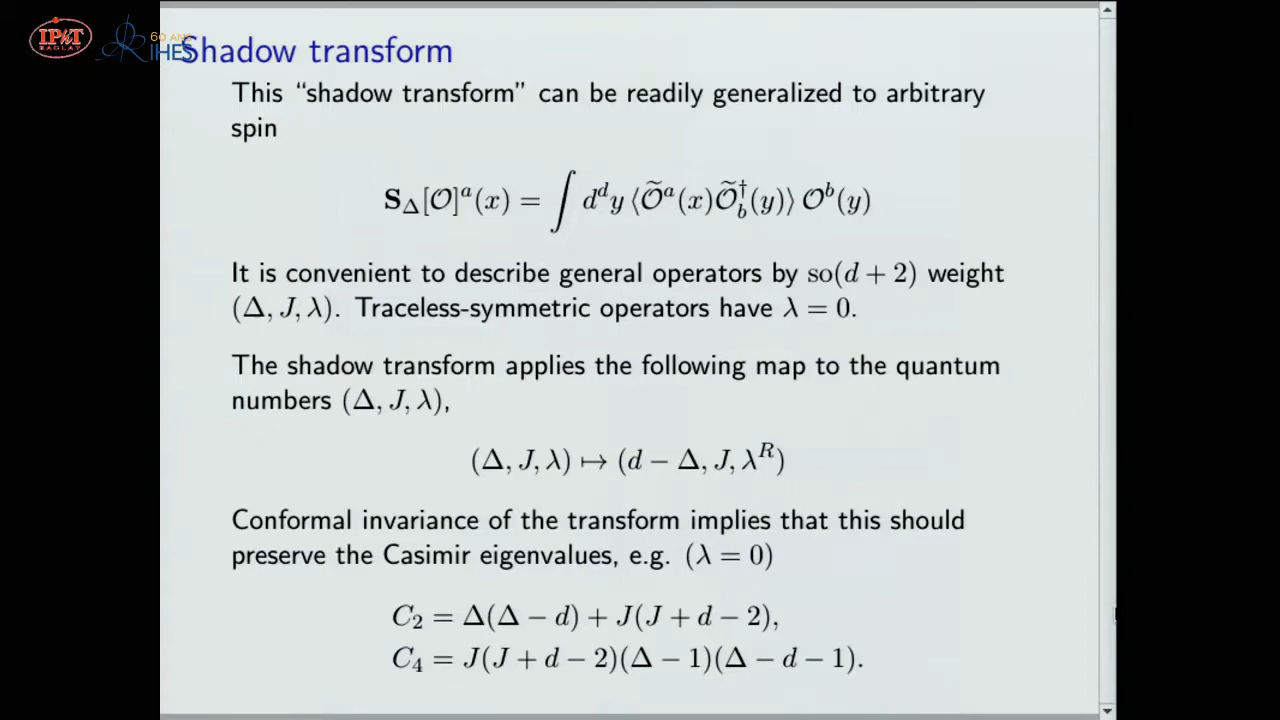 IPhT
SACLAY
60 ANS
IHES
Shadow transform
This “shadow transform” can be readily generalized to arbitrary
spin
S_Δ[O]^a(x) = ∫ d^d y ⟨Õ^a(x)Õ_b^†(y)⟩ O^b(y)
It is convenient to describe general operators by so(d + 2) weight
(Δ, J, λ). Traceless-symmetric operators have λ = 0.
The shadow transform applies the following map to the quantum
numbers (Δ, J, λ),
(Δ, J, λ) ↦ (d − Δ, J, λ^R)
Conformal invariance of the transform implies that this should
preserve the Casimir eigenvalues, e.g. (λ = 0)
C_2 = Δ(Δ − d) + J(J + d − 2),
C_4 = J(J + d − 2)(Δ − 1)(Δ − d − 1).